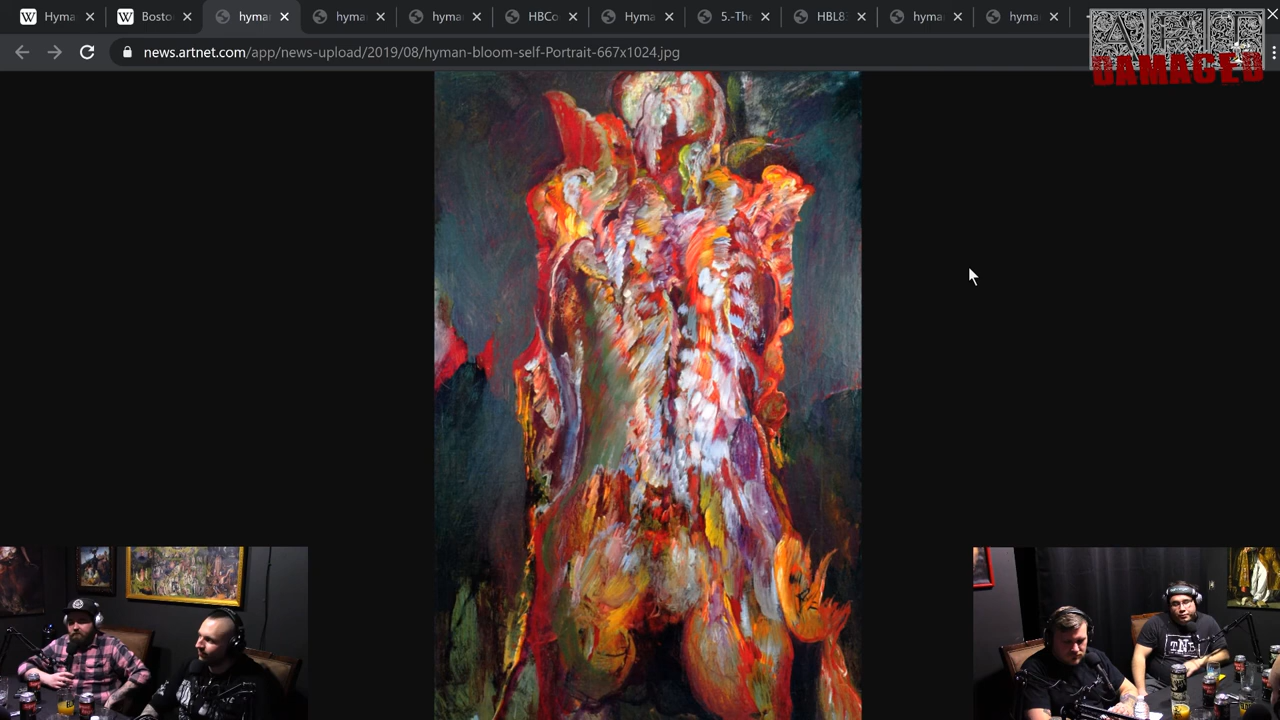 Hyma
Bosto
hyma
hyma
hyma
HBCo
Hyma
5.-The
HBL8
hyma
hyma
news.artnet.com/app/news-upload/2019/08/hyman-bloom-self-Portrait-667x1024.jpg
ART
DAMAGED
TNB